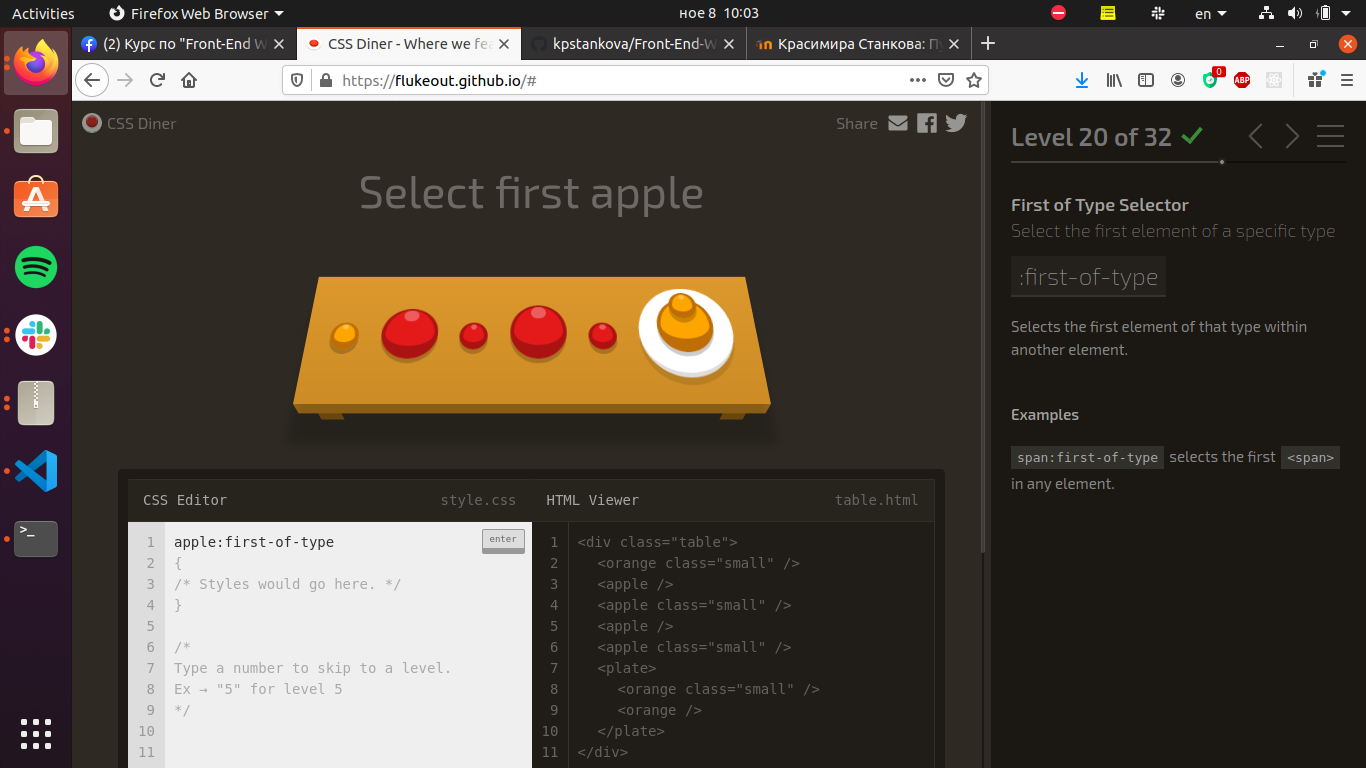 Activities
Firefox Web Browser
ное 8 10:03
en
(2) Курс по "Front-End W
CSS Diner - Where we fea
kpstankova/Front-End-W
Красимира Станкова: П
https://flukeout.github.io/#
0
ABP
CSS Diner
Share
Select first apple
CSS Editor
style.css
HTML Viewer
table.html
enter
1 apple:first-of-type
2 {
3 /* Styles would go here. */
4 }
5
6 /*
7 Type a number to skip to a level.
8 Ex → "5" for level 5
9 */
10
11
1 <div class="table">
2 <orange class="small" />
3 <apple />
4 <apple class="small" />
5 <apple />
6 <apple class="small" />
7 <plate>
8 <orange class="small" />
9 <orange />
10 </plate>
11 </div>
Level 20 of 32
First of Type Selector
Select the first element of a specific type
:first-of-type
Selects the first element of that type within
another element.
Examples
span:first-of-type selects the first <span>
in any element.